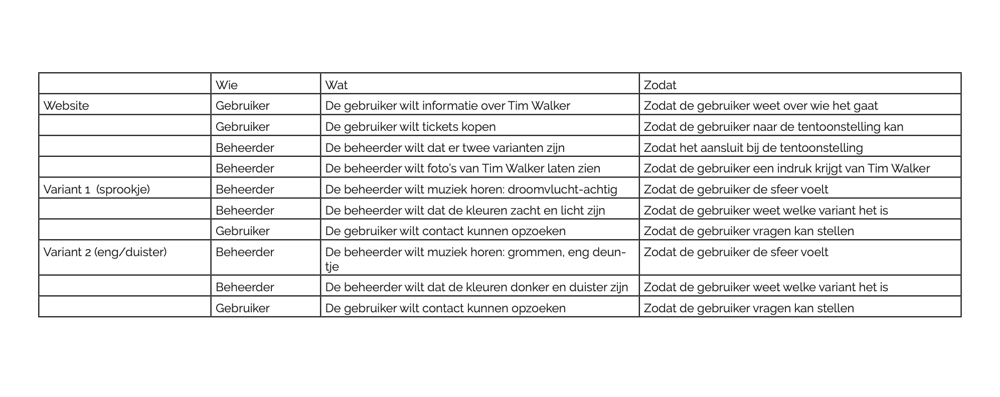 Wie Wat Zodat
Website Gebruiker De gebruiker wilt informatie over Tim Walker Zodat de gebruiker weet over wie het gaat
Gebruiker De gebruiker wilt tickets kopen Zodat de gebruiker naar de tentoonstelling kan
Beheerder De beheerder wilt dat er twee varianten zijn Zodat het aansluit bij de tentoonstelling
Beheerder De beheerder wilt foto’s van Tim Walker laten zien Zodat de gebruiker een indruk krijgt van Tim Walker
Variant 1 (sprookje) Beheerder De beheerder wilt muziek horen: droomvlucht-achtig Zodat de gebruiker de sfeer voelt
Beheerder De beheerder wilt dat de kleuren zacht en licht zijn Zodat de gebruiker weet welke variant het is
Gebruiker De gebruiker wilt contact kunnen opzoeken Zodat de gebruiker vragen kan stellen
Variant 2 (eng/duister) Beheerder De beheerder wilt muziek horen: grommen, eng deun- Zodat de gebruiker de sfeer voelt
tje
Beheerder De beheerder wilt dat de kleuren donker en duister zijn Zodat de gebruiker weet welke variant het is
Gebruiker De gebruiker wilt contact kunnen opzoeken Zodat de gebruiker vragen kan stellen